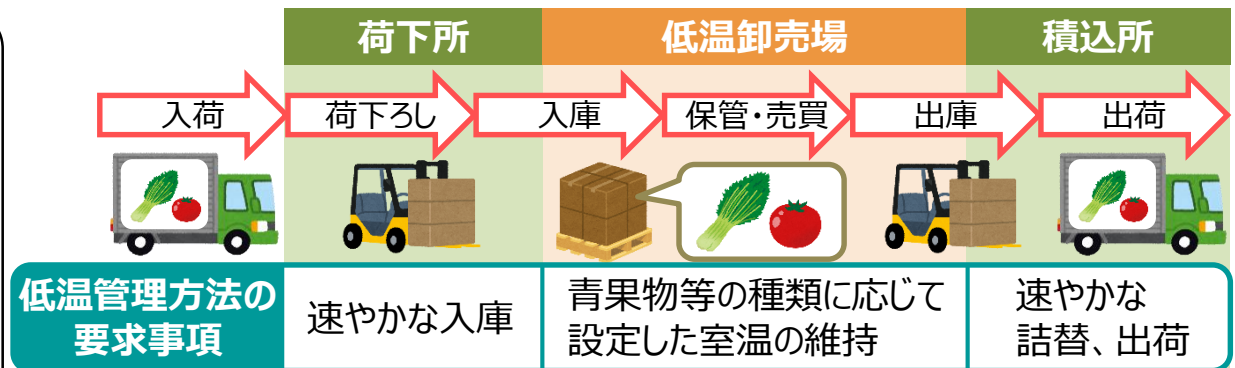 荷下所
低温卸売場
積込所
入荷
荷下ろし
入庫
保管・売買
出庫
出荷
低温管理方法の
要求事項
速やかな入庫
青果物等の種類に応じて
設定した室温の維持
速やかな
詰替、出荷